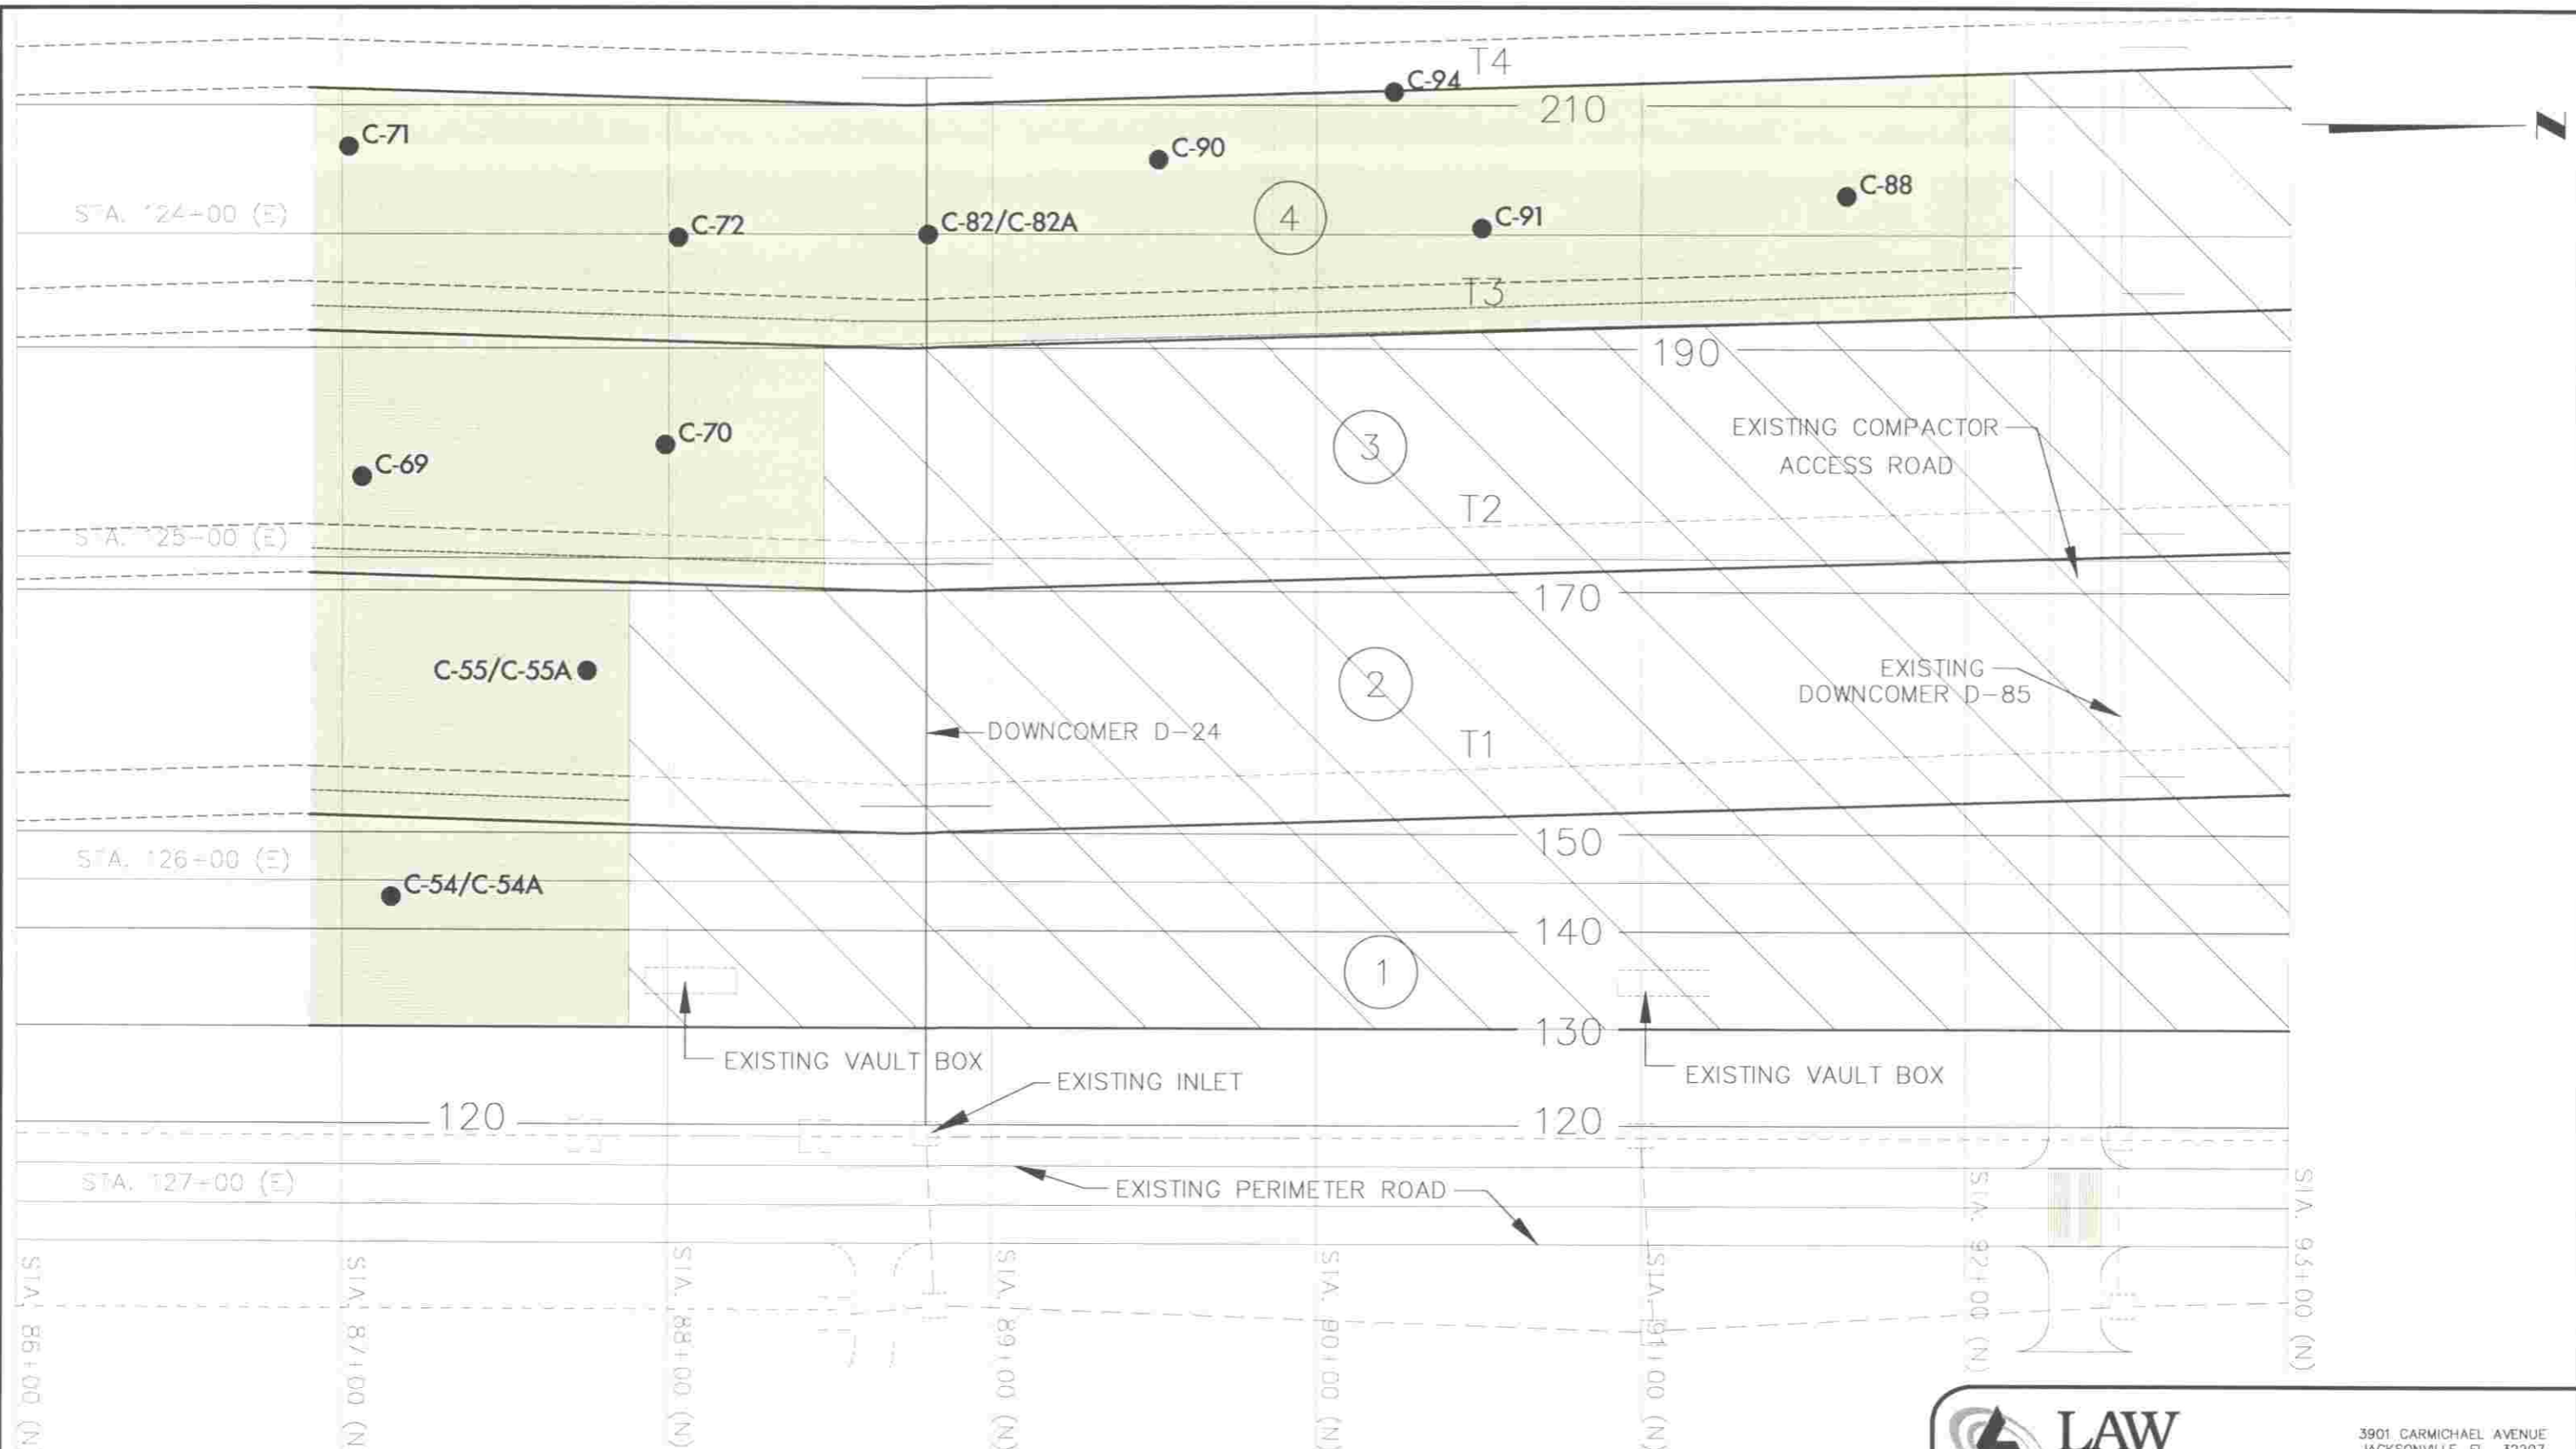 T4
C-94
210
C-71
C-90
C-88
STA. 124+00 (E)
C-72
C-82/C-82A
4
C-91
T3
190
EXISTING COMPACTOR
ACCESS ROAD
C-70
3
C-69
T2
STA. 125+00 (E)
170
C-55/C-55A
2
EXISTING
DOWNCOMER D-85
DOWNCOMER D-24
T1
150
STA. 126+00 (E)
C-54/C-54A
140
1
130
EXISTING VAULT BOX
EXISTING INLET
EXISTING VAULT BOX
120
120
STA. 127+00 (E)
EXISTING PERIMETER ROAD
STA. 86+00 (N)
STA. 87+00 (N)
STA. 88+00 (N)
STA. 89+00 (N)
STA. 90+00 (N)
STA. 91+00 (N)
STA. 92+00 (N)
STA. 93+00 (N)
N
LAW
3901 CARMICHAEL AVENUE
JACKSONVILLE, FL 32207